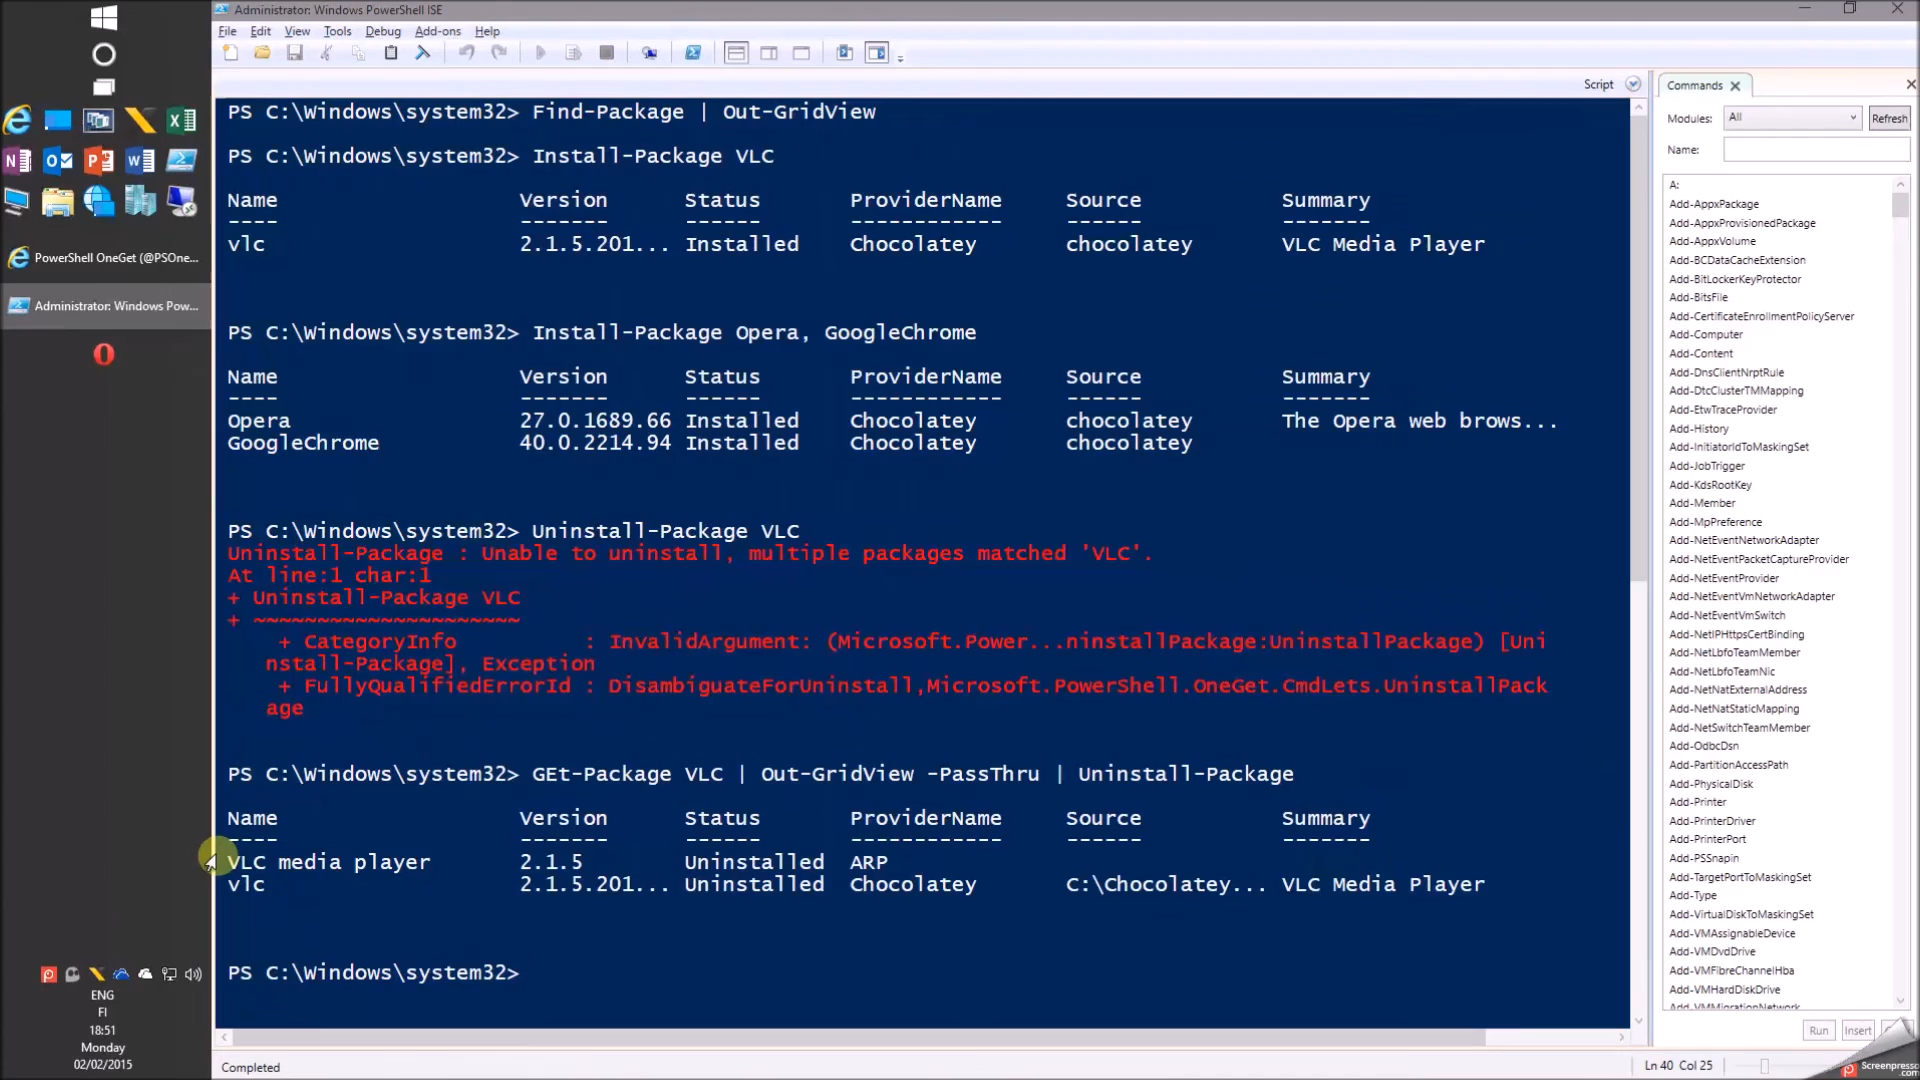 Administrator: Windows PowerShell ISE
File Edit View Tools Debug Add-ons Help
Script
PS C:\Windows\system32> Find-Package | Out-GridView
PS C:\Windows\system32> Install-Package VLC
Name Version Status ProviderName Source Summary
---- ------- ------ ------------ ------ -------
vlc 2.1.5.201... Installed Chocolatey chocolatey VLC Media Player
PS C:\Windows\system32> Install-Package Opera, GoogleChrome
Name Version Status ProviderName Source Summary
---- ------- ------ ------------ ------ -------
Opera 27.0.1689.66 Installed Chocolatey chocolatey The Opera web brows...
GoogleChrome 40.0.2214.94 Installed Chocolatey chocolatey
PS C:\Windows\system32> Uninstall-Package VLC
Uninstall-Package : Unable to uninstall, multiple packages matched 'VLC'.
At line:1 char:1
+ Uninstall-Package VLC
+ ~~~~~~~~~~~~~~~~~~~~~
+ CategoryInfo : InvalidArgument: (Microsoft.Power...ninstallPackage:UninstallPackage) [Uni
nstall-Package], Exception
+ FullyQualifiedErrorId : DisambiguateForUninstall,Microsoft.PowerShell.OneGet.CmdLets.UninstallPack
age
PS C:\Windows\system32> GEt-Package VLC | Out-GridView -PassThru | Uninstall-Package
Name Version Status ProviderName Source Summary
---- ------- ------ ------------ ------ -------
VLC media player 2.1.5 Uninstalled ARP
vlc 2.1.5.201... Uninstalled Chocolatey C:\Chocolatey... VLC Media Player
PS C:\Windows\system32>
Completed
Ln 40 Col 25
PowerShell OneGet (@PSOne...
Administrator: Windows Pow...
ENG
FI
18:51
Monday
02/02/2015
Commands
Modules: All Refresh
Name:
A:
Add-AppxPackage
Add-AppxProvisionedPackage
Add-AppxVolume
Add-BCDataCacheExtension
Add-BitLockerKeyProtector
Add-BitsFile
Add-CertificateEnrollmentPolicyServer
Add-Computer
Add-Content
Add-DnsClientNrptRule
Add-DtcClusterTMMapping
Add-EtwTraceProvider
Add-History
Add-InitiatorIdToMaskingSet
Add-JobTrigger
Add-KdsRootKey
Add-Member
Add-MpPreference
Add-NetEventNetworkAdapter
Add-NetEventPacketCaptureProvider
Add-NetEventProvider
Add-NetEventVmNetworkAdapter
Add-NetEventVmSwitch
Add-NetIPHttpsCertBinding
Add-NetLbfoTeamMember
Add-NetLbfoTeamNic
Add-NetNatExternalAddress
Add-NetNatStaticMapping
Add-NetSwitchTeamMember
Add-OdbcDsn
Add-PartitionAccessPath
Add-PhysicalDisk
Add-Printer
Add-PrinterDriver
Add-PrinterPort
Add-PSSnapin
Add-TargetPortToMaskingSet
Add-Type
Add-VirtualDiskToMaskingSet
Add-VMAssignableDevice
Add-VMDvdDrive
Add-VMFibreChannelHba
Add-VMHardDiskDrive
Add-VMMigrationNetwork
Run Insert
Screenpresso
.com